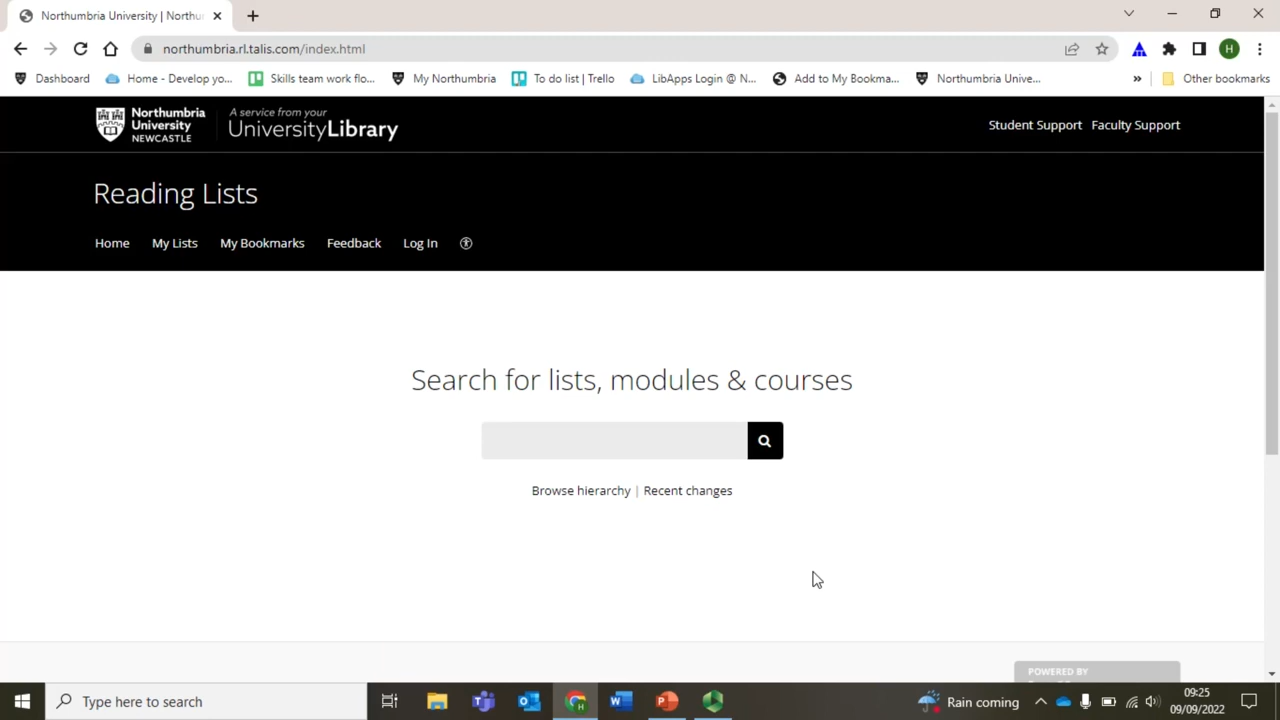 Northumbria University | Northu
northumbria.rl.talis.com/index.html
H
Dashboard
Home - Develop yo...
Skills team work flo...
My Northumbria
To do list | Trello
LibApps Login @ N...
Add to My Bookma...
Northumbria Unive...
»
Other bookmarks
Northumbria
University
NEWCASTLE
A service from your
UniversityLibrary
Student Support
Faculty Support
Reading Lists
Home
My Lists
My Bookmarks
Feedback
Log In
Search for lists, modules & courses
Browse hierarchy | Recent changes
POWERED BY
Type here to search
Rain coming
09:25
09/09/2022